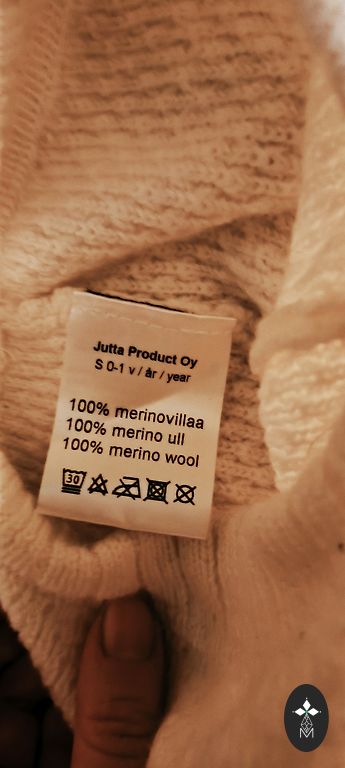 Jutta Product Oy
S 0-1 v / år / year
100% merinovillaa
100% merino ull
100% merino wool
30
M